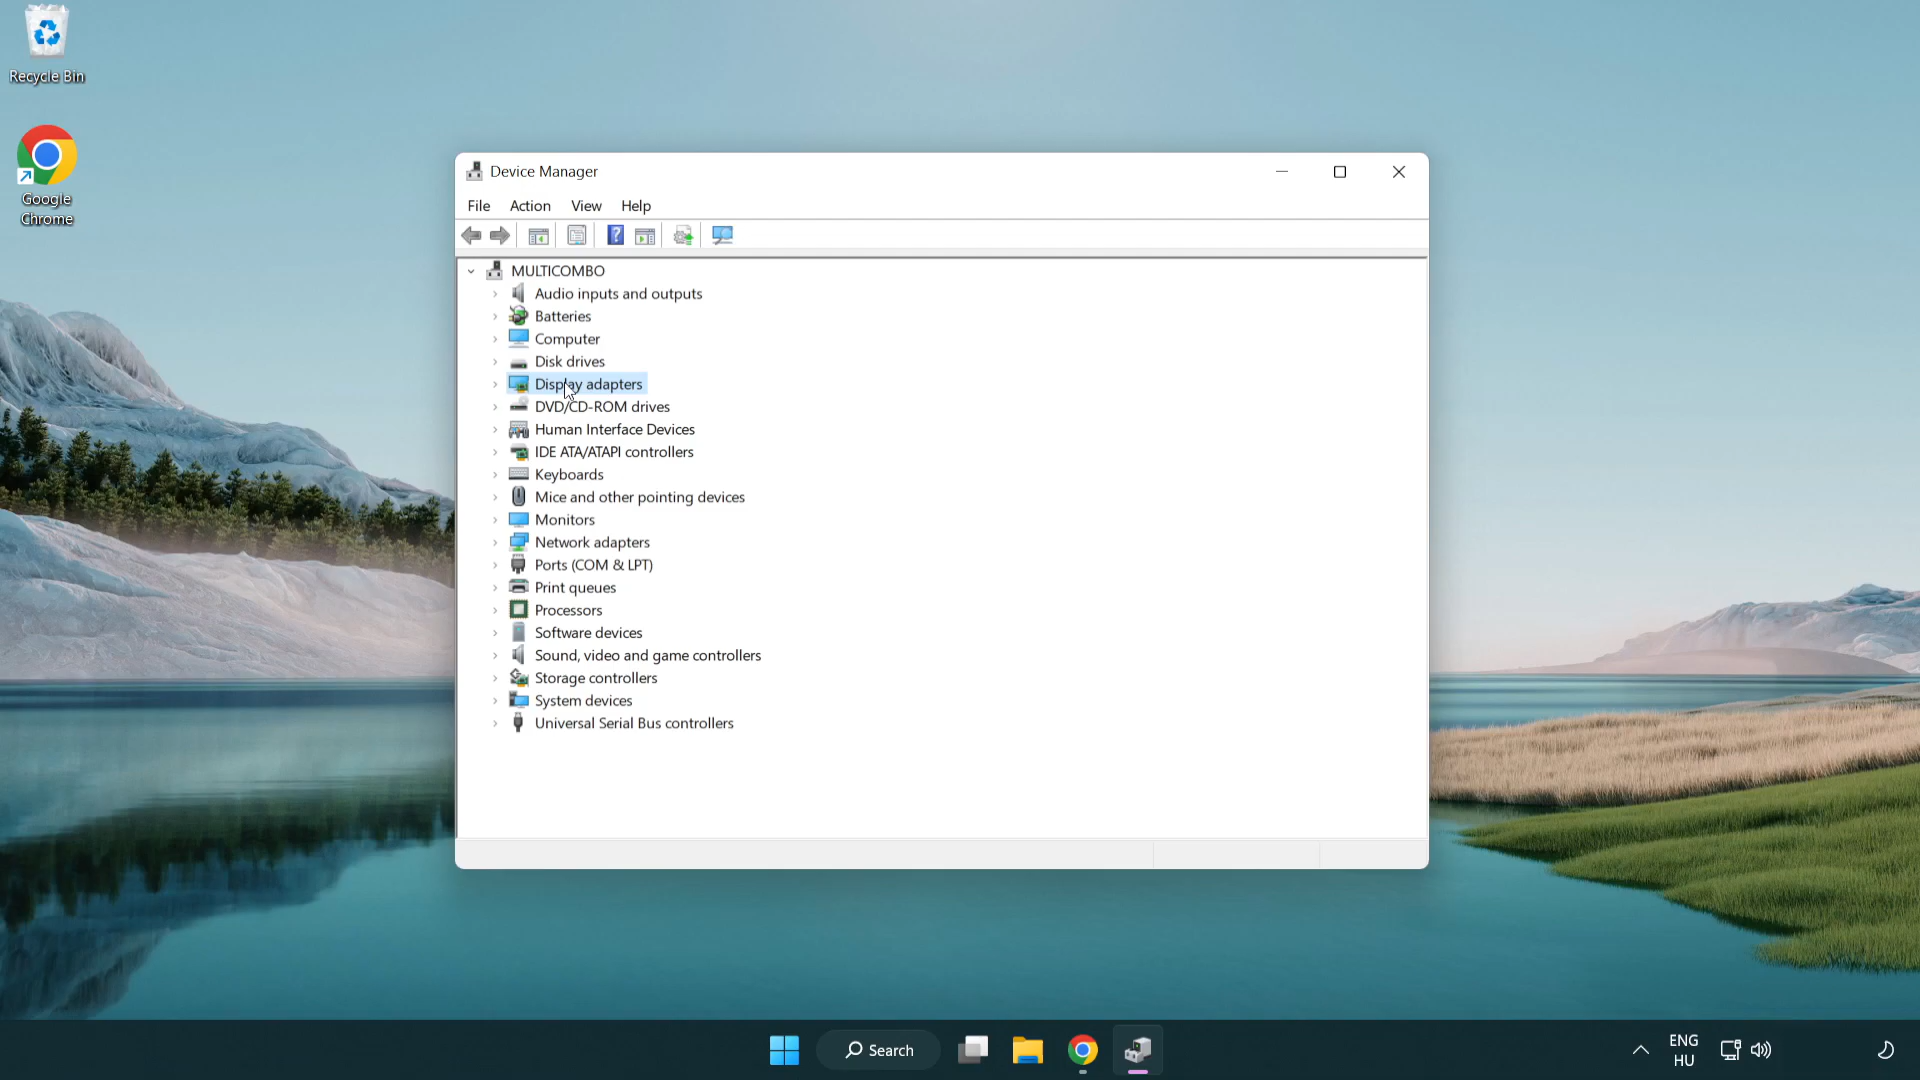 Recycle Bin
Google
Chrome
Device Manager
File Action View Help
MULTICOMBO
Audio inputs and outputs
Batteries
Computer
Disk drives
Display adapters
DVD/CD-ROM drives
Human Interface Devices
IDE ATA/ATAPI controllers
Keyboards
Mice and other pointing devices
Monitors
Network adapters
Ports (COM & LPT)
Print queues
Processors
Software devices
Sound, video and game controllers
Storage controllers
System devices
Universal Serial Bus controllers
Search
ENG
HU